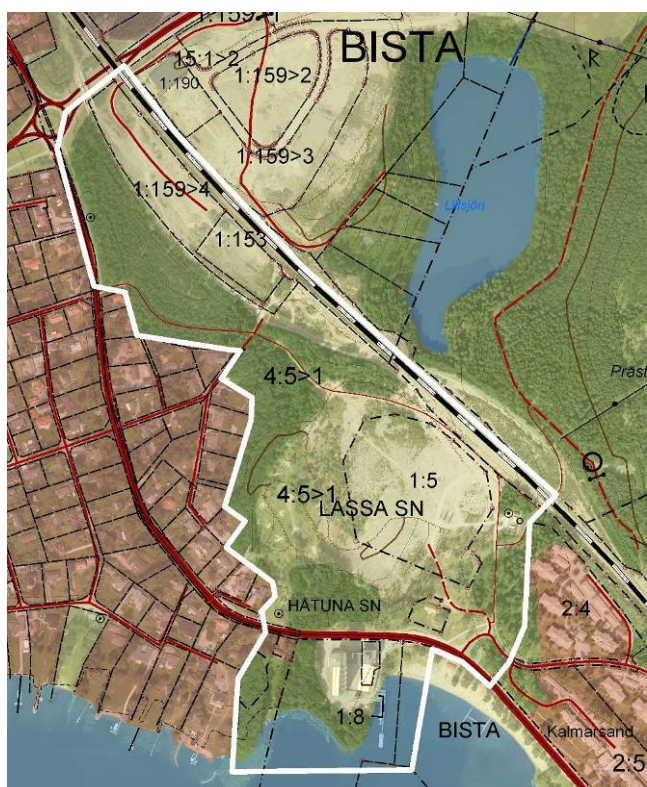 1:159>1
BISTA
15:1>2
1:190
1:159>2
1:159>3
1:159>4
1:153
Lillsjön
4:5>1
Präst
1:5
4:5>1
LASSA SN
HÅTUNA SN
2:4
1:8
BISTA
Kalmarsand
2:5